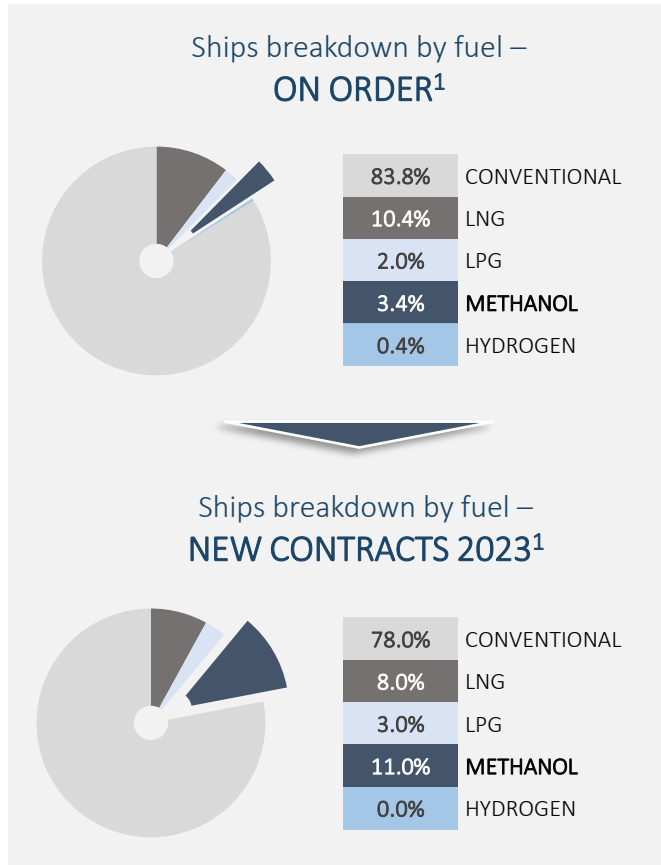 Ships breakdown by fuel –
ON ORDER¹
83.8% CONVENTIONAL
10.4% LNG
2.0% LPG
3.4% METHANOL
0.4% HYDROGEN
Ships breakdown by fuel –
NEW CONTRACTS 2023¹
78.0% CONVENTIONAL
8.0% LNG
3.0% LPG
11.0% METHANOL
0.0% HYDROGEN